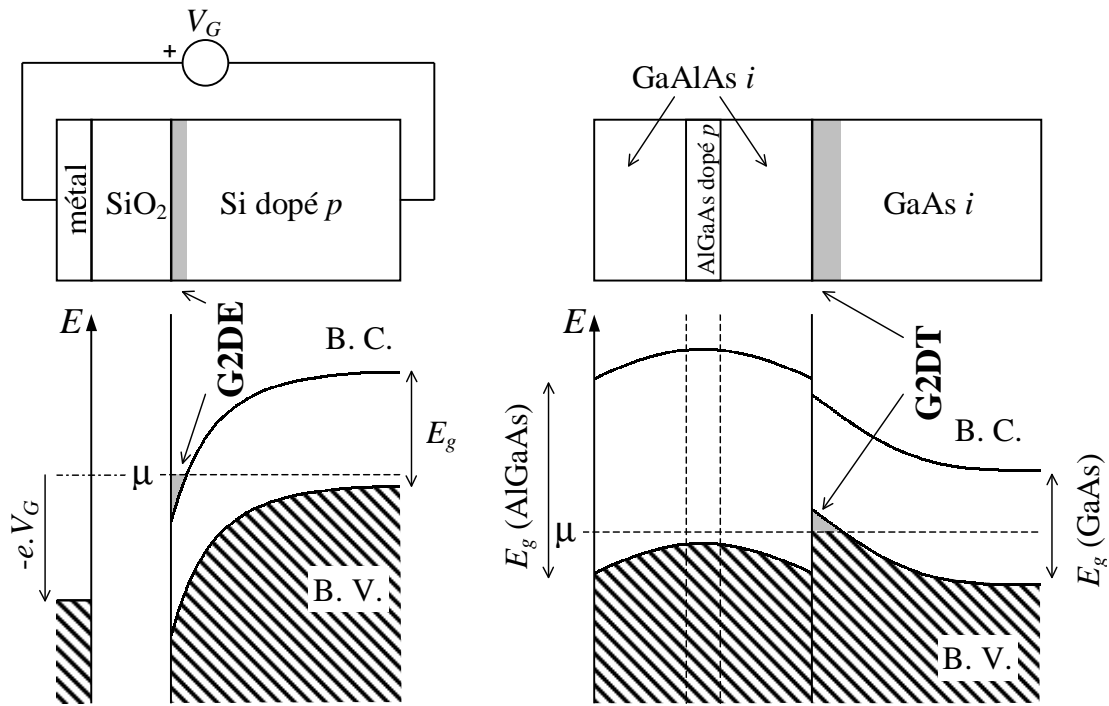 V_G
+
métal
SiO₂
Si dopé p
G2DE
E
B. C.
E_g
μ
-e.V_G
B. V.
GaAlAs i
AlGaAs dopé p
GaAs i
G2DT
E
B. C.
E_g (AlGaAs)
μ
E_g (GaAs)
B. V.